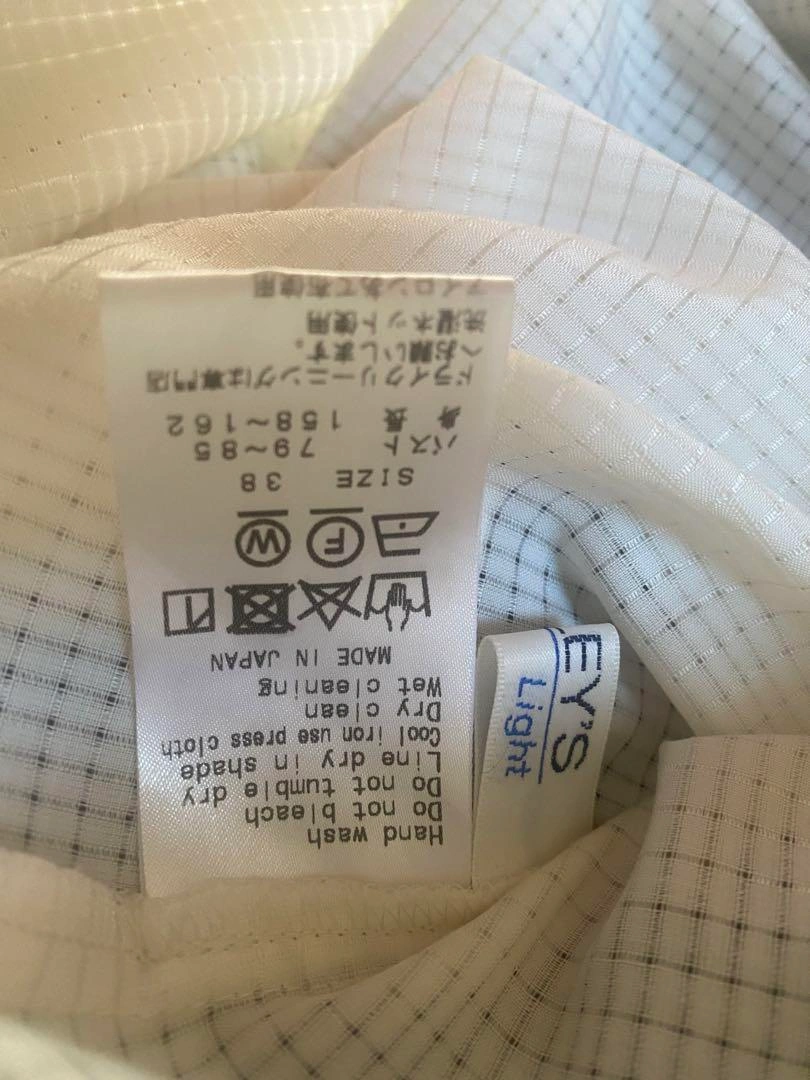 Hand wash
Do not bleach
Do not tumble dry
Line dry in shade
Cool iron use press cloth
Dry clean
Wet cleaning
MADE IN JAPAN
F W
SIZE 38
バスト 79~85
身長 158~162
ドライクリーニングは専門店
へお願いします。
洗濯ネット使用
アイロンあて布使用
EY'S
Light